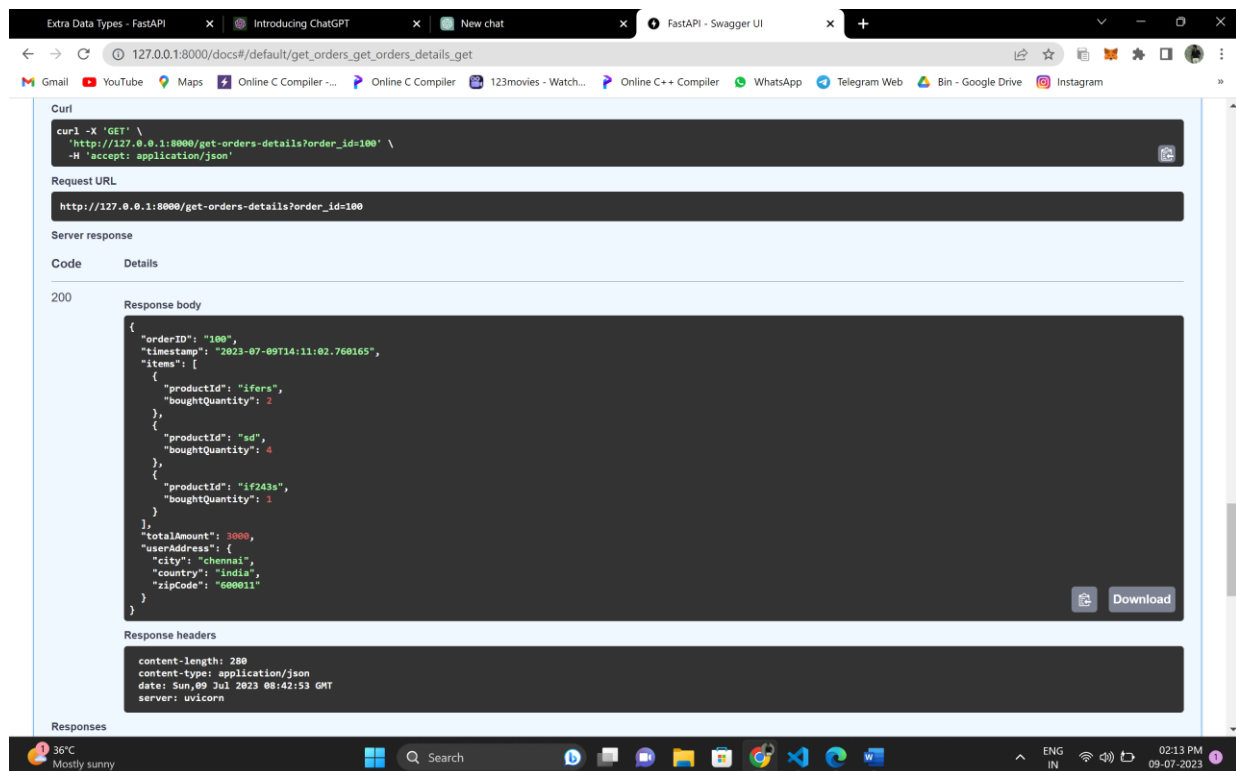 Extra Data Types - FastAPI
Introducing ChatGPT
New chat
FastAPI - Swagger UI
127.0.0.1:8000/docs#/default/get_orders_get_orders_details_get
Gmail YouTube Maps Online C Compiler -... Online C Compiler 123movies - Watch... Online C++ Compiler WhatsApp Telegram Web Bin - Google Drive Instagram »
Curl
curl -X 'GET' \
'http://127.0.0.1:8000/get-orders-details?order_id=100' \
-H 'accept: application/json'
Request URL
http://127.0.0.1:8000/get-orders-details?order_id=100
Server response
Code Details
200
Response body
{
"orderID": "100",
"timestamp": "2023-07-09T14:11:02.760165",
"items": [
{
"productId": "ifers",
"boughtQuantity": 2
},
{
"productId": "sd",
"boughtQuantity": 4
},
{
"productId": "if243s",
"boughtQuantity": 1
}
],
"totalAmount": 3000,
"userAddress": {
"city": "chennai",
"country": "india",
"zipCode": "600011"
}
}
Download
Response headers
content-length: 280
content-type: application/json
date: Sun,09 Jul 2023 08:42:53 GMT
server: uvicorn
Responses
1
36°C
Mostly sunny
Search
ENG
IN
02:13 PM
09-07-2023
1